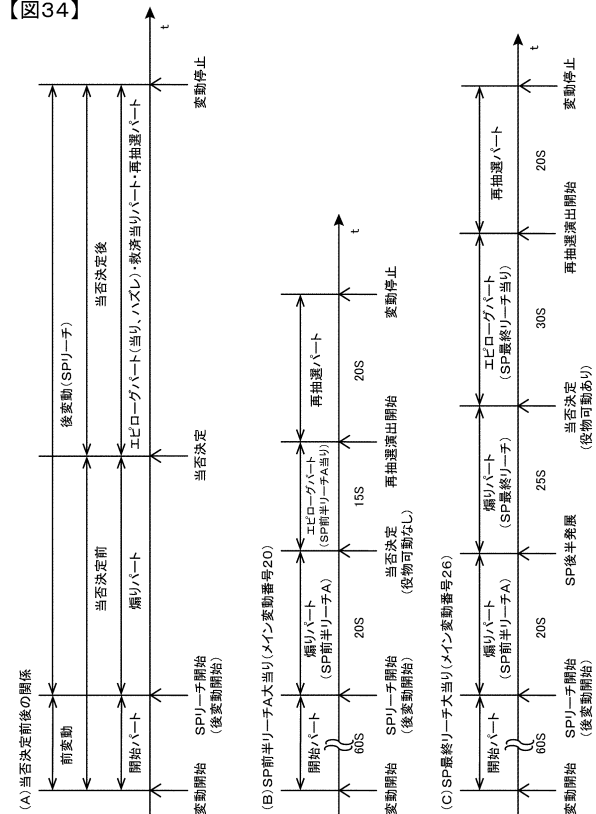 【図34】
(A)当否決定前後の関係
前変動
後変動(SPリーチ)
当否決定前
当否決定後
開始パート
煽りパート
エピローグパート(当り、ハズレ)・救済当りパート・再抽選パート
t
変動開始
SPリーチ開始
(後変動開始)
当否決定
変動停止
(B)SP前半リーチA大当り(メイン変動番号20)
開始パート
煽りパート
(SP前半リーチA)
エピローグパート
(SP前半リーチA当り)
再抽選パート
t
60S
20S
15S
20S
変動開始
SPリーチ開始
(後変動開始)
当否決定
(役物可動なし)
再抽選演出開始
変動停止
(C)SP最終リーチ大当り(メイン変動番号26)
開始パート
煽りパート
(SP前半リーチA)
煽りパート
(SP最終リーチ)
エピローグパート
(SP最終リーチ当り)
再抽選パート
t
60S
20S
25S
30S
20S
変動開始
SPリーチ開始
(後変動開始)
SP後半発展
当否決定
(役物可動あり)
再抽選演出開始
変動停止